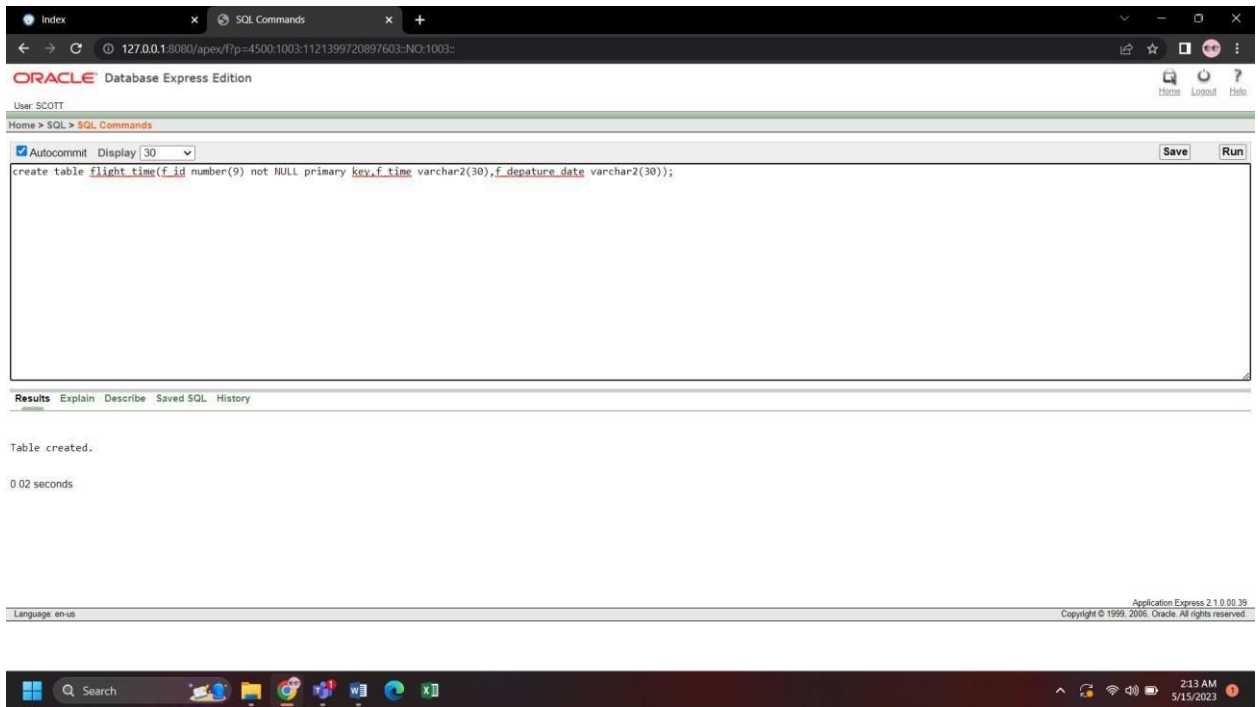 Index
SQL Commands
127.0.0.1:8080/apex/f?p=4500:1003:1121399720897603::NO:1003::
ORACLE Database Express Edition
Home Logout Help
User: SCOTT
Home > SQL > SQL Commands
Autocommit Display 30
Save Run
create table flight_time(f_id number(9) not NULL primary key,f_time varchar2(30),f_depature_date varchar2(30));
Results Explain Describe Saved SQL History
Table created.
0.02 seconds
Application Express 2.1.0.00.39
Language: en-us
Copyright © 1999, 2006, Oracle. All rights reserved.
Search
2:13 AM
5/15/2023